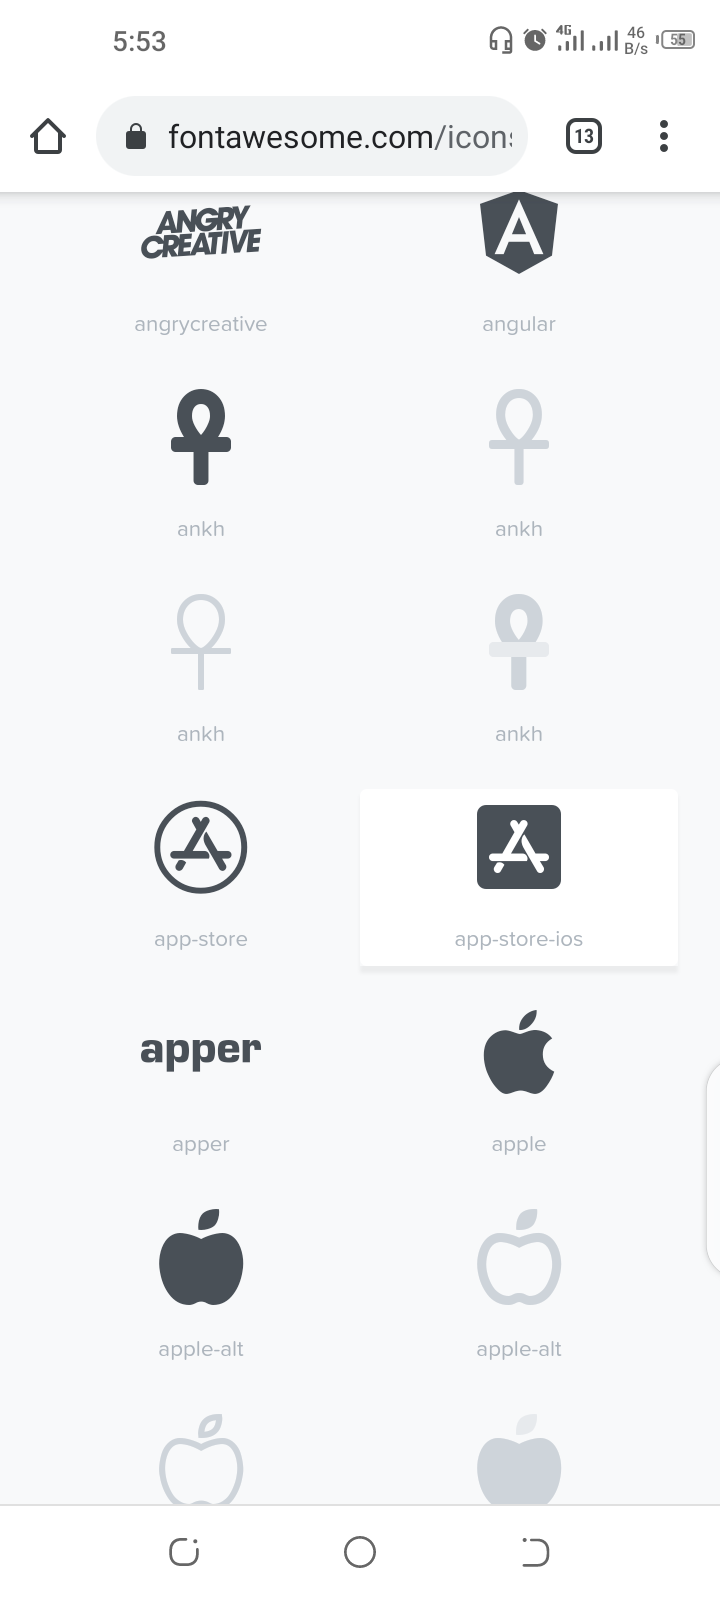 5:53
4G
46
B/s
55
fontawesome.com/icons
13
ANGRY
CREATIVE
A
angrycreative
angular
ankh
ankh
ankh
ankh
app-store
app-store-ios
apper
apper
apple
apple-alt
apple-alt